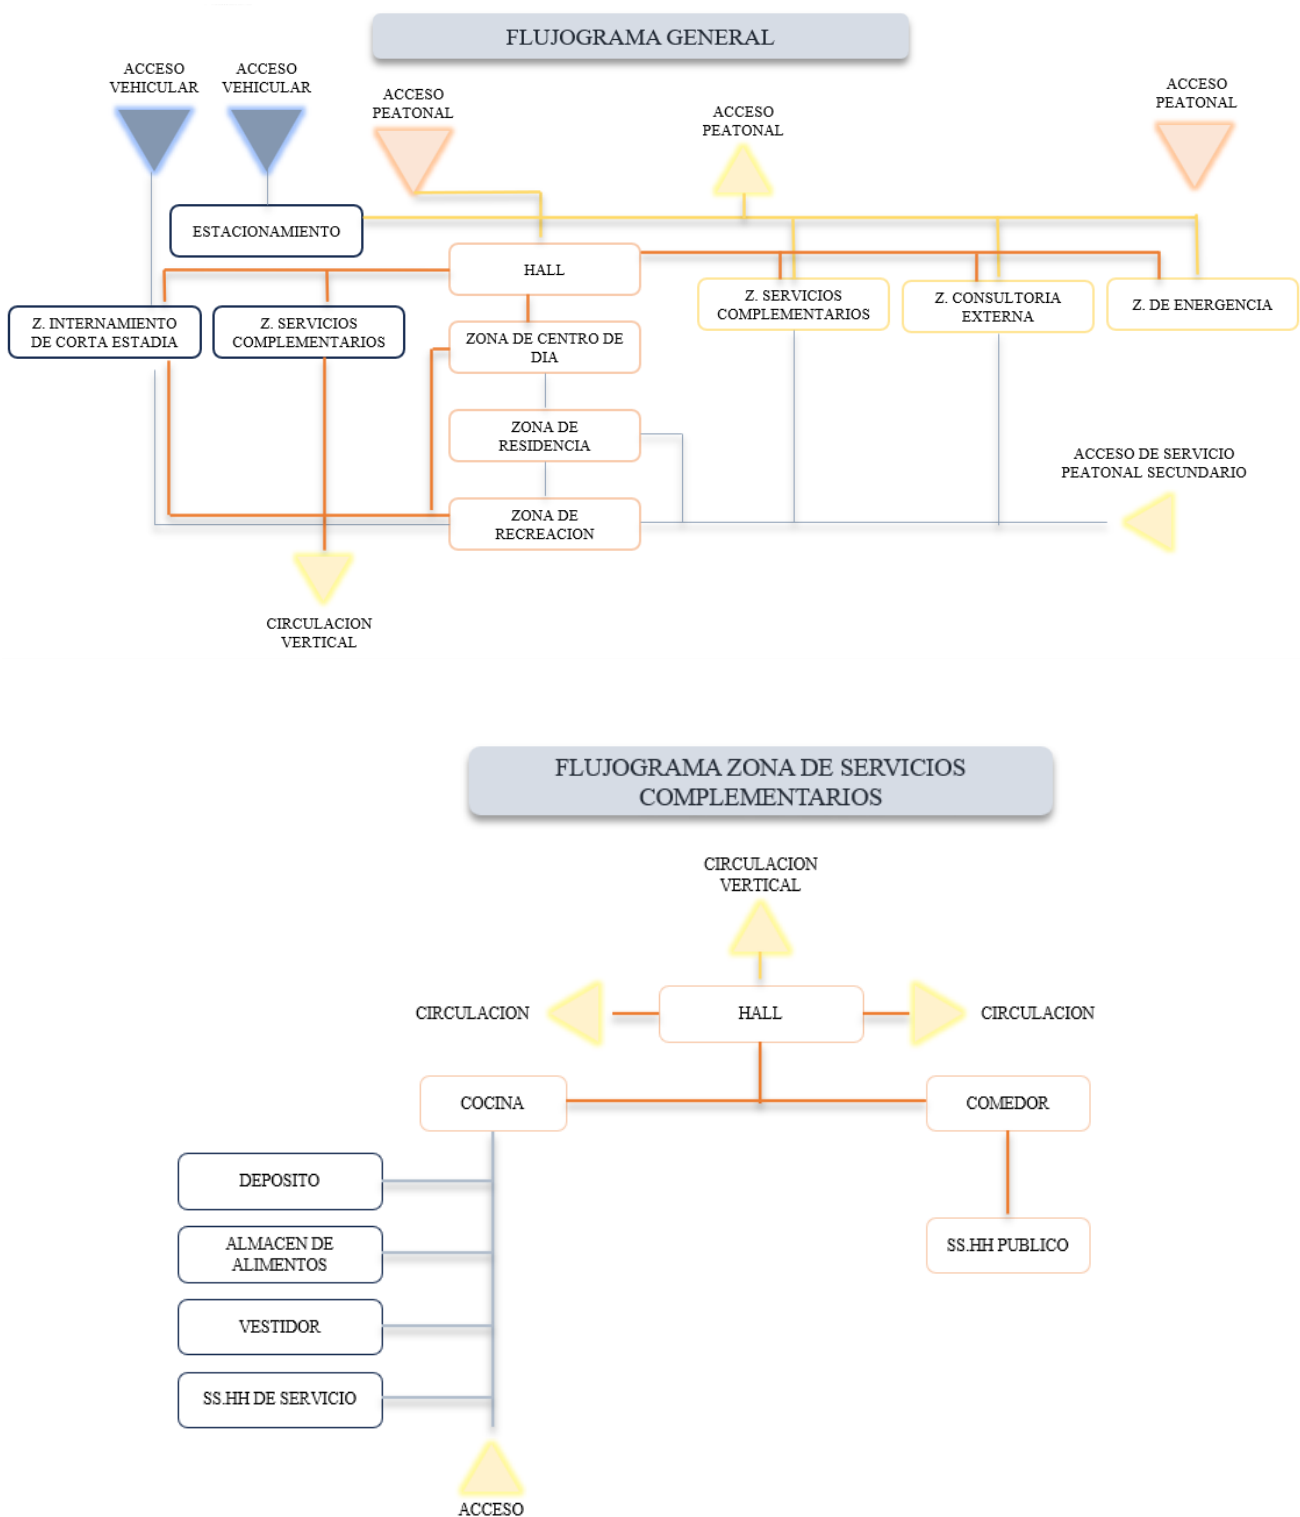 FLUJOGRAMA GENERAL
ACCESO
VEHICULAR
ACCESO
VEHICULAR
ACCESO
PEATONAL
ACCESO
PEATONAL
ACCESO
PEATONAL
ESTACIONAMIENTO
HALL
Z. INTERNAMIENTO
DE CORTA ESTADIA
Z. SERVICIOS
COMPLEMENTARIOS
ZONA DE CENTRO DE
DIA
Z. SERVICIOS
COMPLEMENTARIOS
Z. CONSULTORIA
EXTERNA
Z. DE ENERGENCIA
ZONA DE
RESIDENCIA
ACCESO DE SERVICIO
PEATONAL SECUNDARIO
ZONA DE
RECREACION
CIRCULACION
VERTICAL
FLUJOGRAMA ZONA DE SERVICIOS
COMPLEMENTARIOS
CIRCULACION
VERTICAL
CIRCULACION
HALL
CIRCULACION
COCINA
COMEDOR
DEPOSITO
ALMACEN DE
ALIMENTOS
SS.HH PUBLICO
VESTIDOR
SS.HH DE SERVICIO
ACCESO